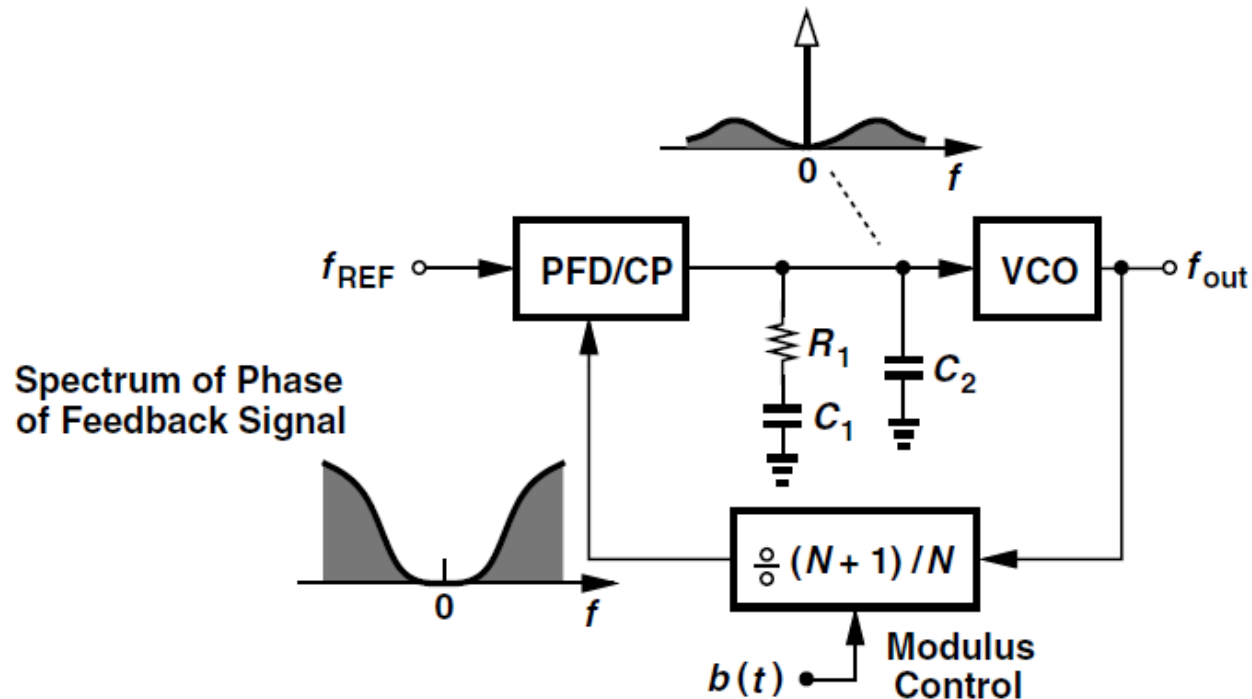 0
f
f_REF
PFD/CP
VCO
f_out
R_1
C_2
C_1
Spectrum of Phase
of Feedback Signal
÷ (N + 1) / N
0
f
b(t)
Modulus
Control